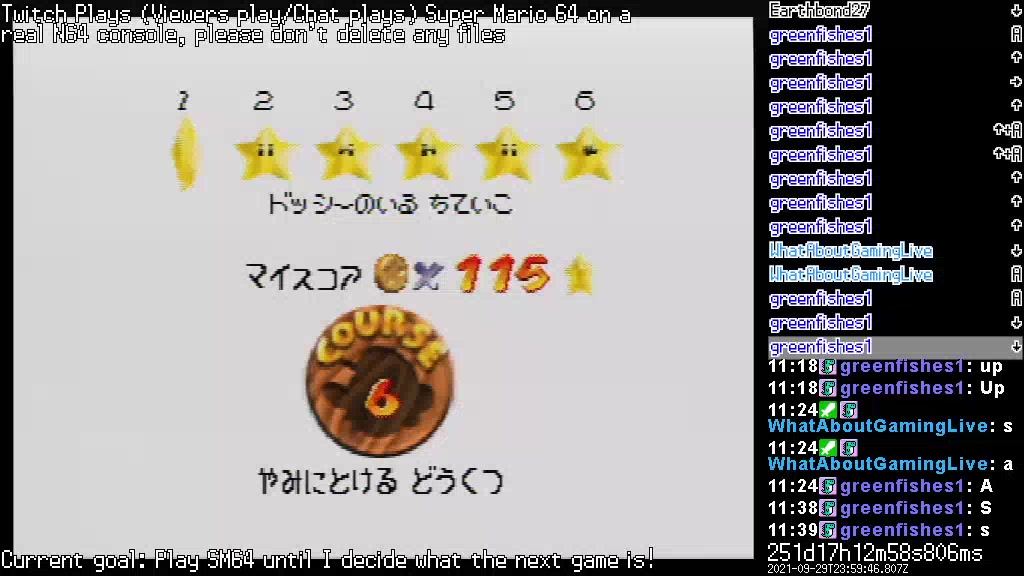 Twitch Plays (Viewers play/Chat plays) Super Mario 64 on a
real N64 console, please don't delete any files
1 2 3 4 5 6
ドッシーのいる ちていこ
マイスコア × 115
COURSE
6
やみにとける どうくつ
Current goal: Play SM64 until I decide what the next game is!
Earthbond27 ↓
greenfishes1 A
greenfishes1 ↑
greenfishes1 →
greenfishes1 ↑
greenfishes1 ↑+A
greenfishes1 ↑+A
greenfishes1 ↑
greenfishes1 ↑
greenfishes1 ↑
WhatAboutGamingLive ↓
WhatAboutGamingLive A
greenfishes1 A
greenfishes1 ↓
greenfishes1 ↓
11:18 greenfishes1: up
11:18 greenfishes1: Up
11:24
WhatAboutGamingLive: s
11:24
WhatAboutGamingLive: a
11:24 greenfishes1: A
11:38 greenfishes1: S
11:39 greenfishes1: s
251d17h12m58s806ms
2021-09-29T23:59:46.807Z